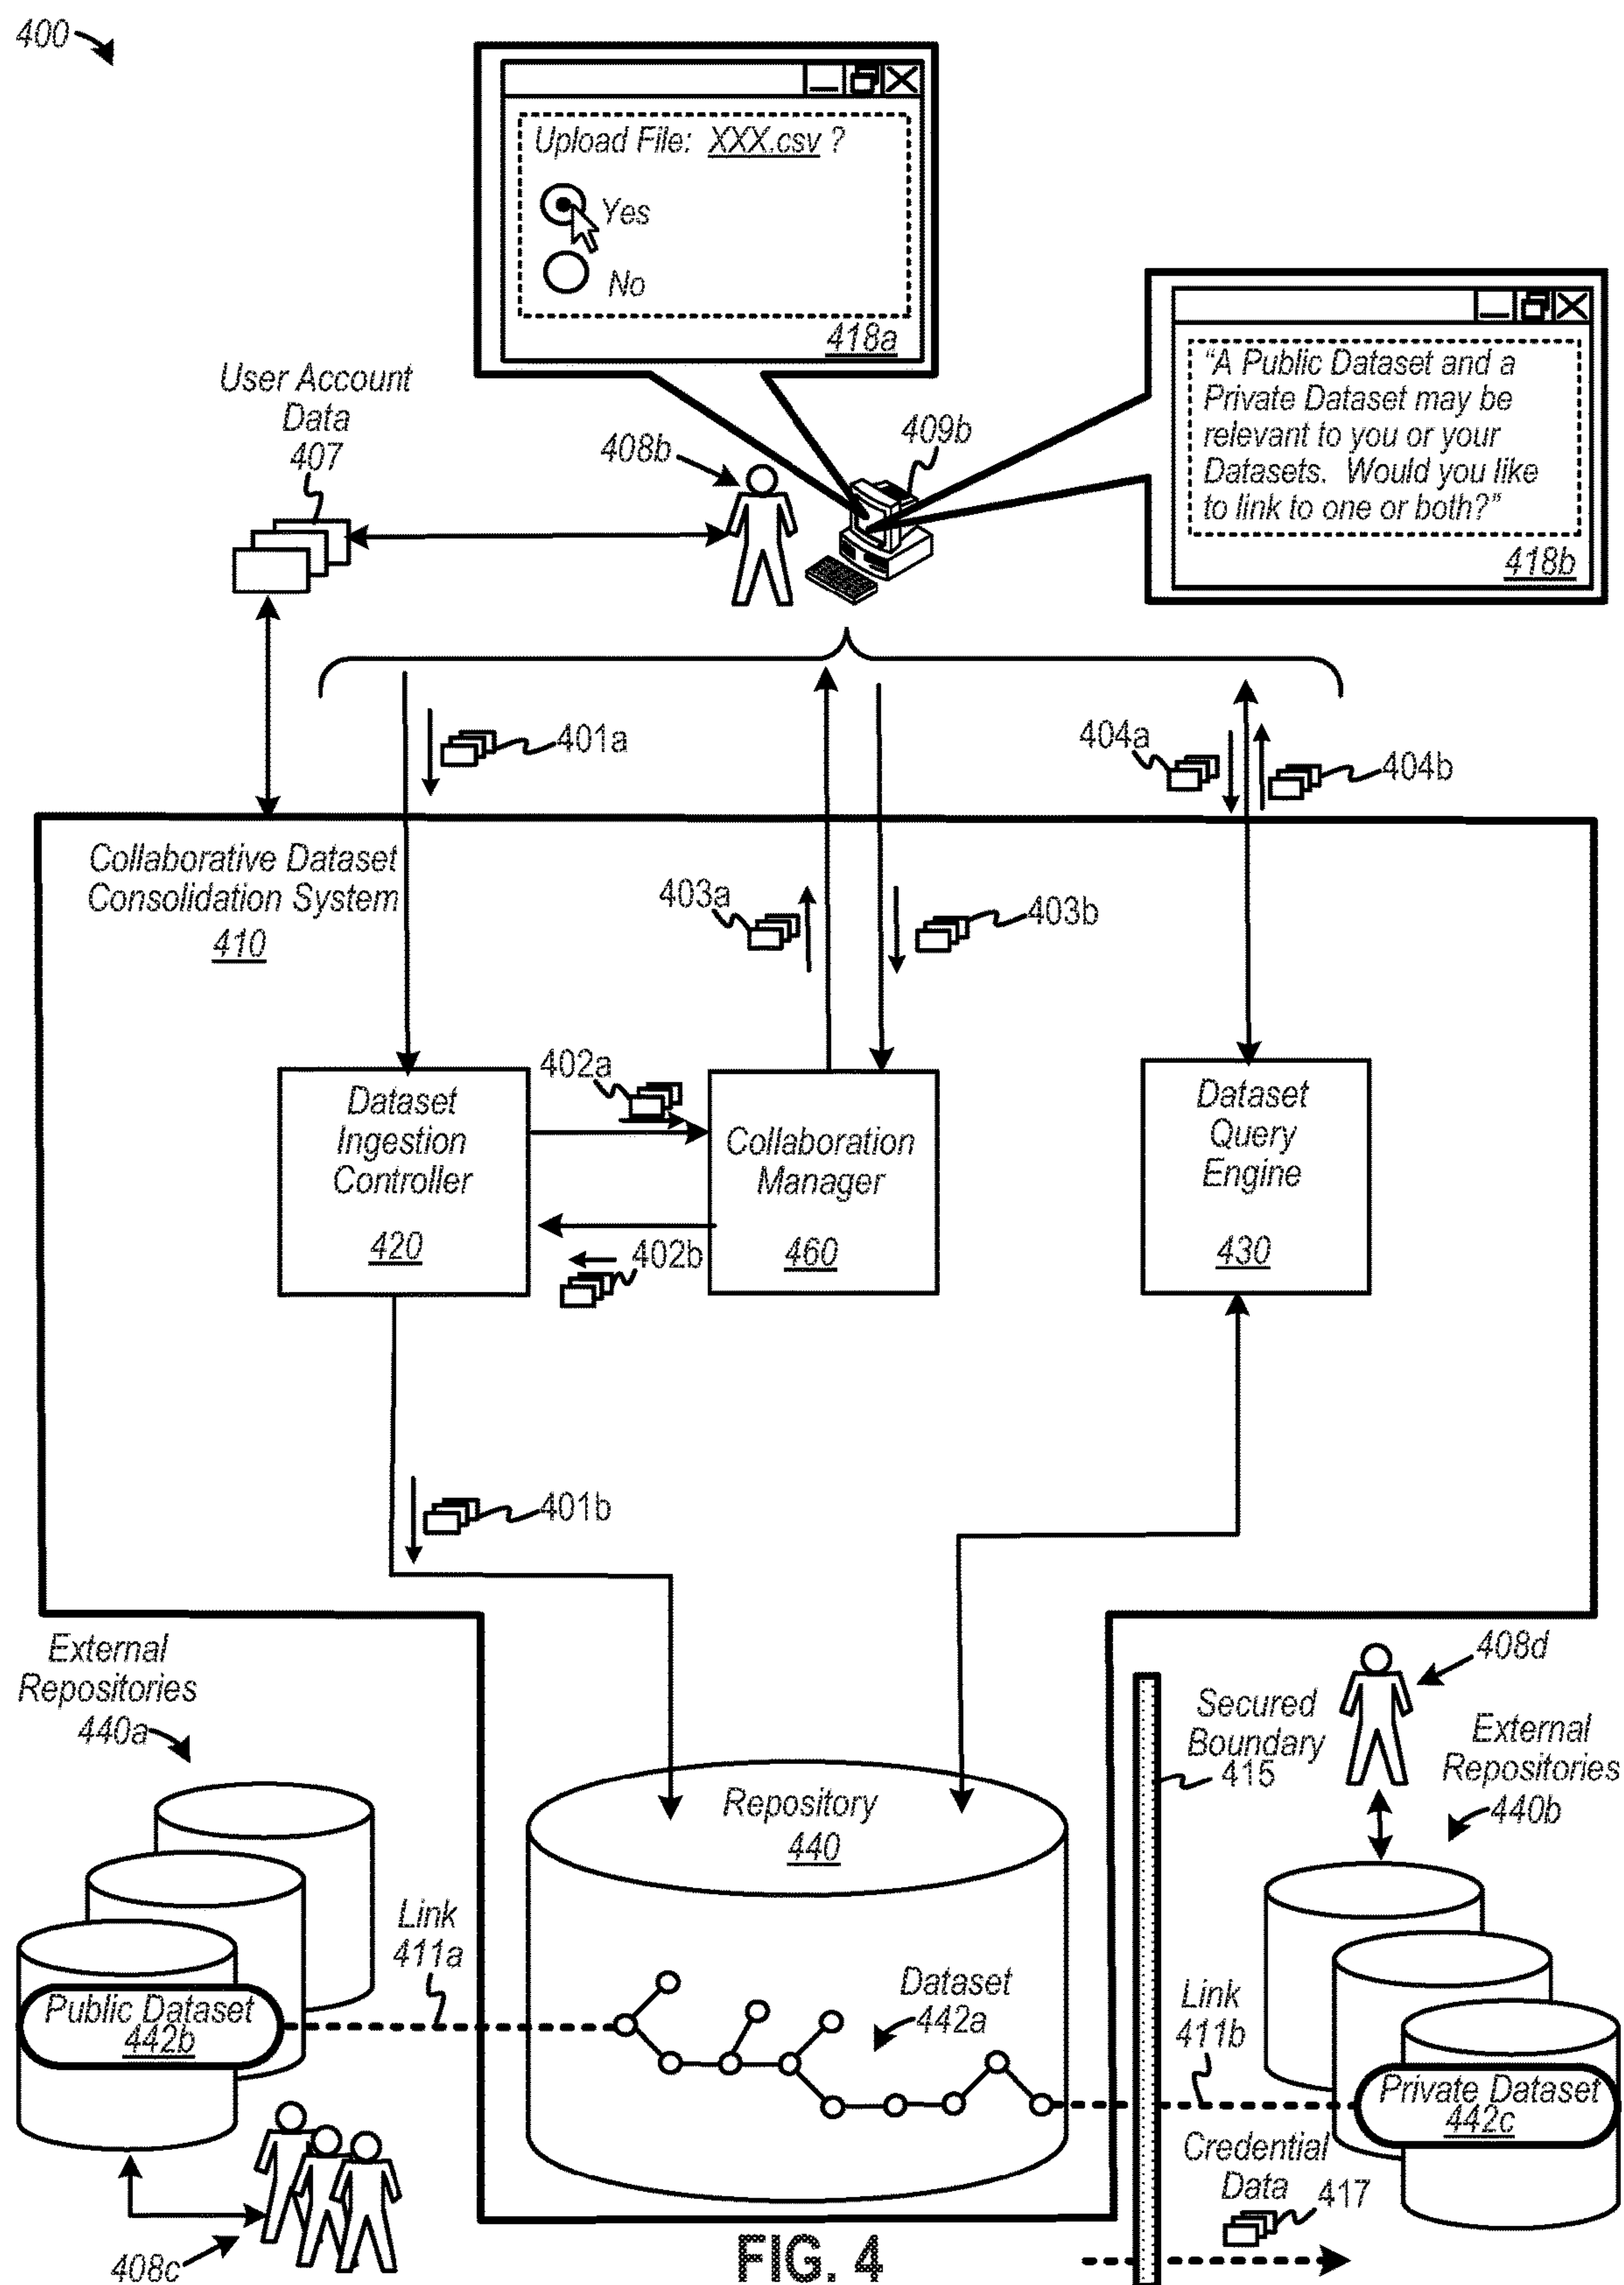 400
Upload File: XXX.csv ?
Yes
No
418a
"A Public Dataset and a
Private Dataset may be
relevant to you or your
Datasets. Would you like
to link to one or both?"
418b
User Account
Data
407
408b
409b
401a
404a
404b
Collaborative Dataset
Consolidation System
410
403a
403b
402a
Dataset
Ingestion
Controller
420
Collaboration
Manager
460
Dataset
Query
Engine
430
402b
401b
External
Repositories
440a
408d
Secured
Boundary
415
External
Repositories
440b
Repository
440
Link
411a
Dataset
442a
Link
411b
Public Dataset
442b
Private Dataset
442c
Credential
Data
417
408c
FIG. 4